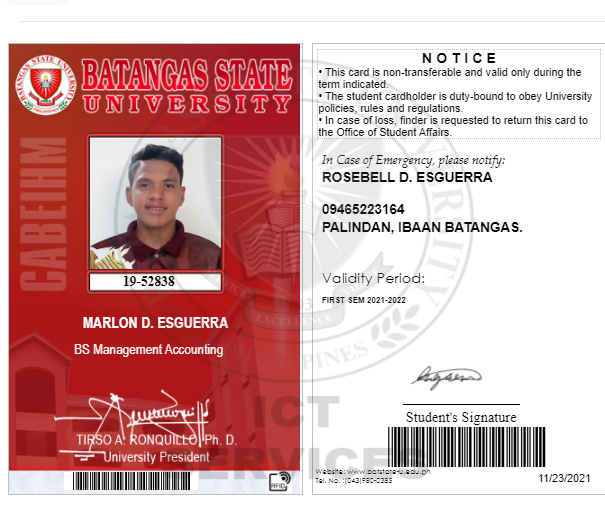 BATANGAS STATE UNIVERSITY
BATANGAS STATE
UNIVERSITY
CABEIHM
19-52838
MARLON D. ESGUERRA
BS Management Accounting
TIRSO A. RONQUILLO, Ph. D.
University President
RFID
NOTICE
• This card is non-transferable and valid only during the
term indicated.
• The student cardholder is duty-bound to obey University
policies, rules and regulations.
• In case of loss, finder is requested to return this card to
the Office of Student Affairs.
In Case of Emergency, please notify:
ROSEBELL D. ESGUERRA
09465223164
PALINDAN, IBAAN BATANGAS.
Validity Period:
FIRST SEM 2021-2022
EXCELLENCE
PHILIPPINES
ICT
SERVICES
Student's Signature
Website: www.batstate-u.edu.ph
Tel. No. :(043)980-0385
11/23/2021